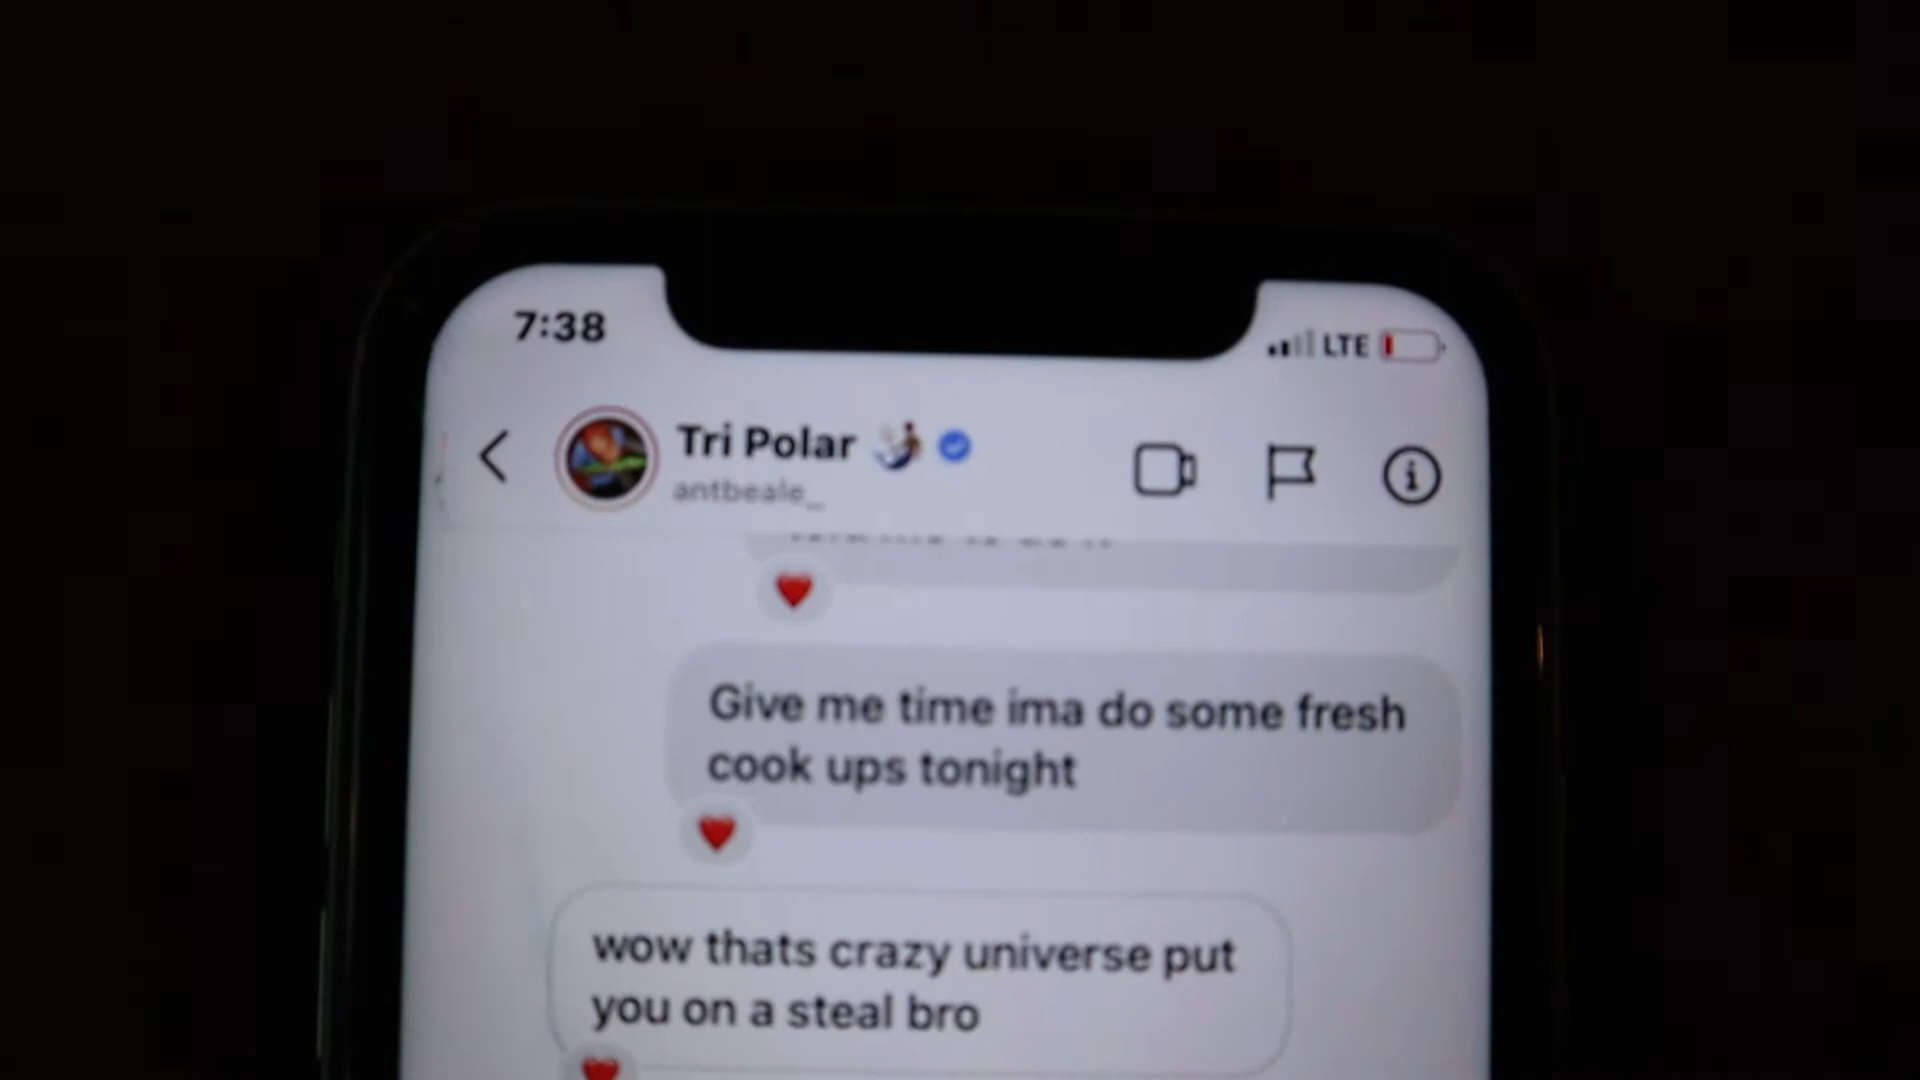 7:38
LTE
Tri Polar
antbeale_
Give me time ima do some fresh
cook ups tonight
wow thats crazy universe put
you on a steal bro